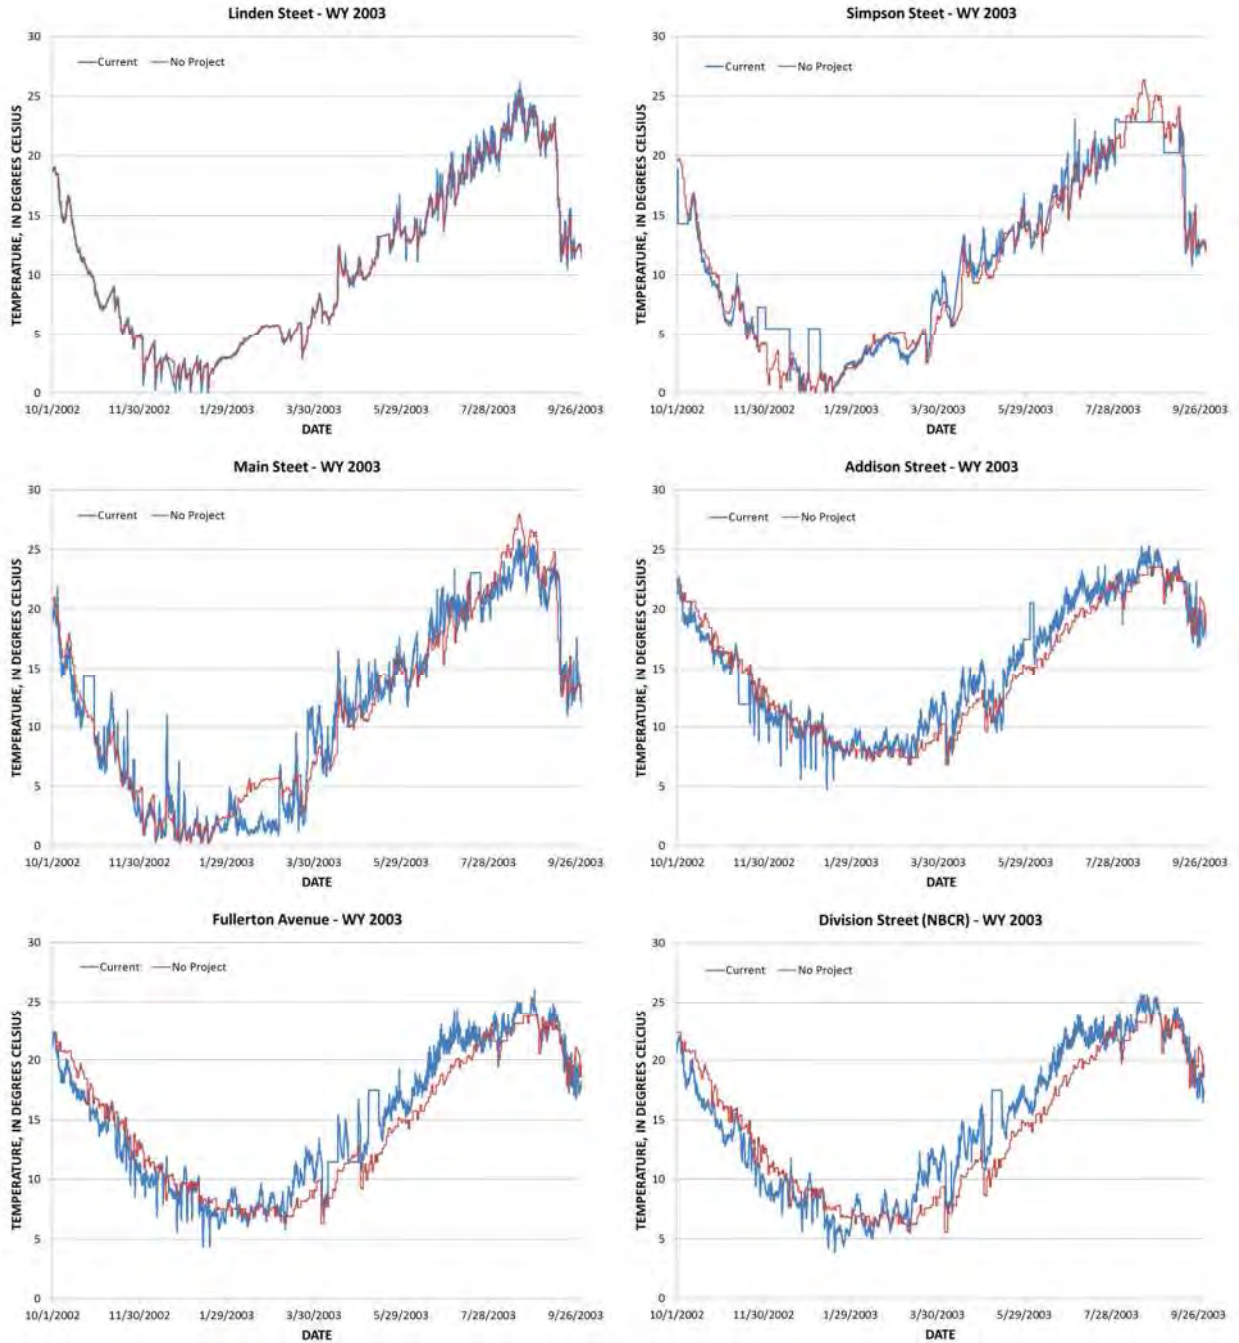 Linden Steet - WY 2003
30
25
20
15
10
5
0
TEMPERATURE, IN DEGREES CELSIUS
Current No Project
10/1/2002 11/30/2002 1/29/2003 3/30/2003 5/29/2003 7/28/2003 9/26/2003
DATE
Simpson Steet - WY 2003
30
25
20
15
10
5
0
TEMPERATURE, IN DEGREES CELSIUS
Current No Project
10/1/2002 11/30/2002 1/29/2003 3/30/2003 5/29/2003 7/28/2003 9/26/2003
DATE
Main Steet - WY 2003
30
25
20
15
10
5
0
TEMPERATURE, IN DEGREES CELSIUS
Current No Project
10/1/2002 11/30/2002 1/29/2003 3/30/2003 5/29/2003 7/28/2003 9/26/2003
DATE
Addison Street - WY 2003
30
25
20
15
10
5
0
TEMPERATURE, IN DEGREES CELSIUS
Current No Project
10/1/2002 11/30/2002 1/29/2003 3/30/2003 5/29/2003 7/28/2003 9/26/2003
DATE
Fullerton Avenue - WY 2003
30
25
20
15
10
5
0
TEMPERATURE, IN DEGREES CELSIUS
Current No Project
10/1/2002 11/30/2002 1/29/2003 3/30/2003 5/29/2003 7/28/2003 9/26/2003
DATE
Division Street (NBCR) - WY 2003
30
25
20
15
10
5
0
TEMPERATURE, IN DEGREES CELCIUS
Current No Project
10/1/2002 11/30/2002 1/29/2003 3/30/2003 5/29/2003 7/28/2003 9/26/2003
DATE